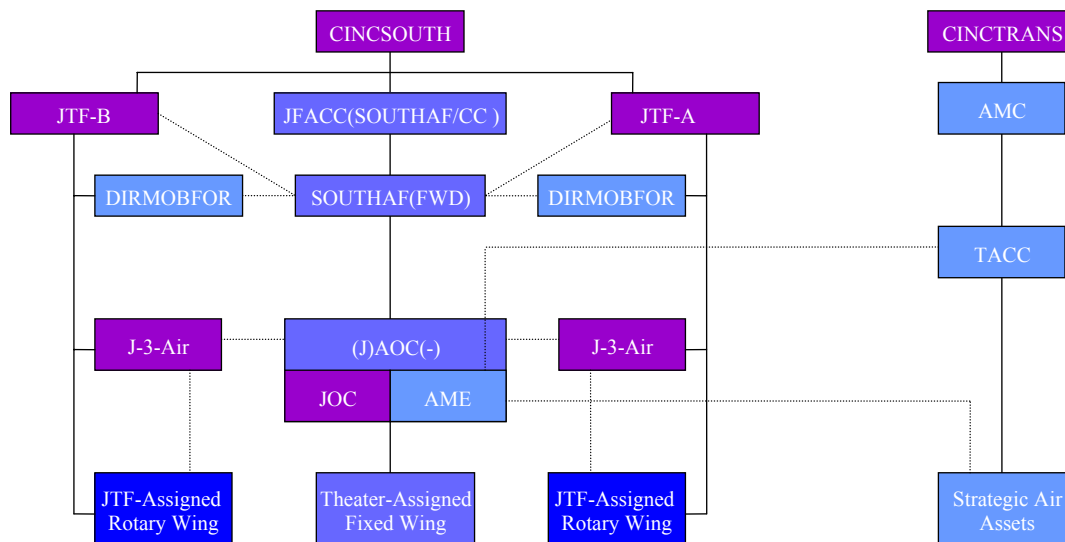 CINCSOUTH
CINCTRANS
JTF-B
JFACC(SOUTHAF/CC )
JTF-A
AMC
DIRMOBFOR
SOUTHAF(FWD)
DIRMOBFOR
TACC
J-3-Air
(J)AOC(-)
J-3-Air
JOC
AME
JTF-Assigned
Rotary Wing
Theater-Assigned
Fixed Wing
JTF-Assigned
Rotary Wing
Strategic Air
Assets